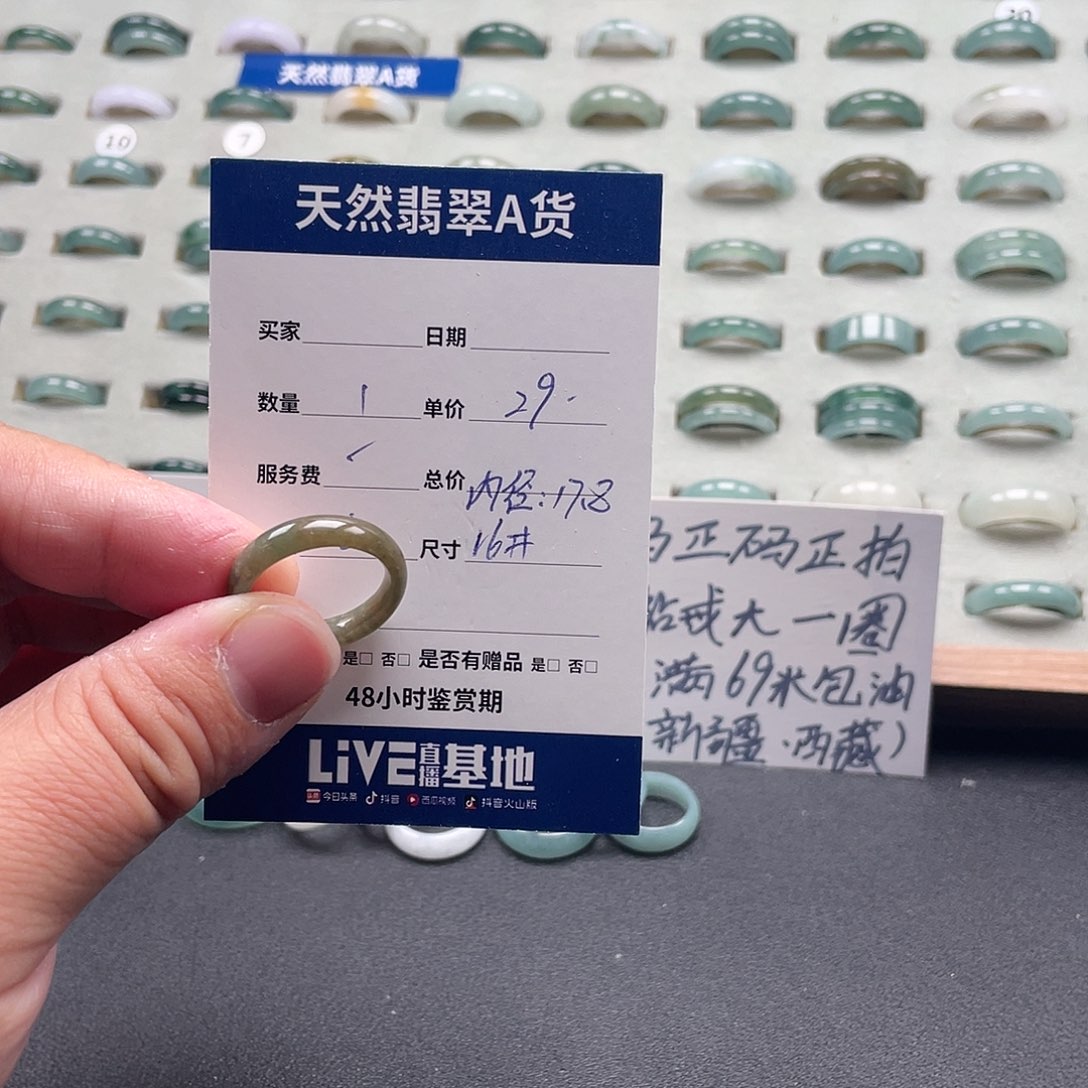 天然翡翠A货
10
7
天然翡翠A货
买家 日期
数量 1 单价 29.
服务费 总价 内径:17.8
尺寸 16#
是□ 否□ 是否有赠品 是□ 否□
48小时鉴赏期
LiVE直播基地
今日头条 抖音 西瓜视频 抖音火山版
正码正拍
戒大一圈
满69米包油
新疆.西藏)